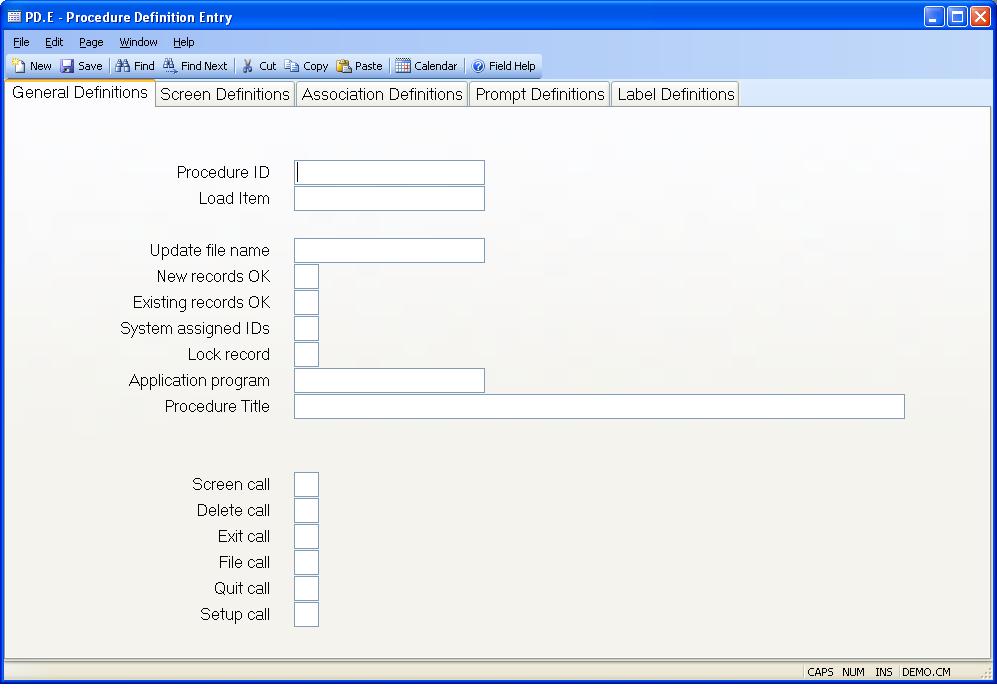 PD.E - Procedure Definition Entry
File Edit Page Window Help
New Save Find Find Next Cut Copy Paste Calendar Field Help
General Definitions Screen Definitions Association Definitions Prompt Definitions Label Definitions
Procedure ID
Load Item
Update file name
New records OK
Existing records OK
System assigned IDs
Lock record
Application program
Procedure Title
Screen call
Delete call
Exit call
File call
Quit call
Setup call
CAPS NUM INS DEMO.CM